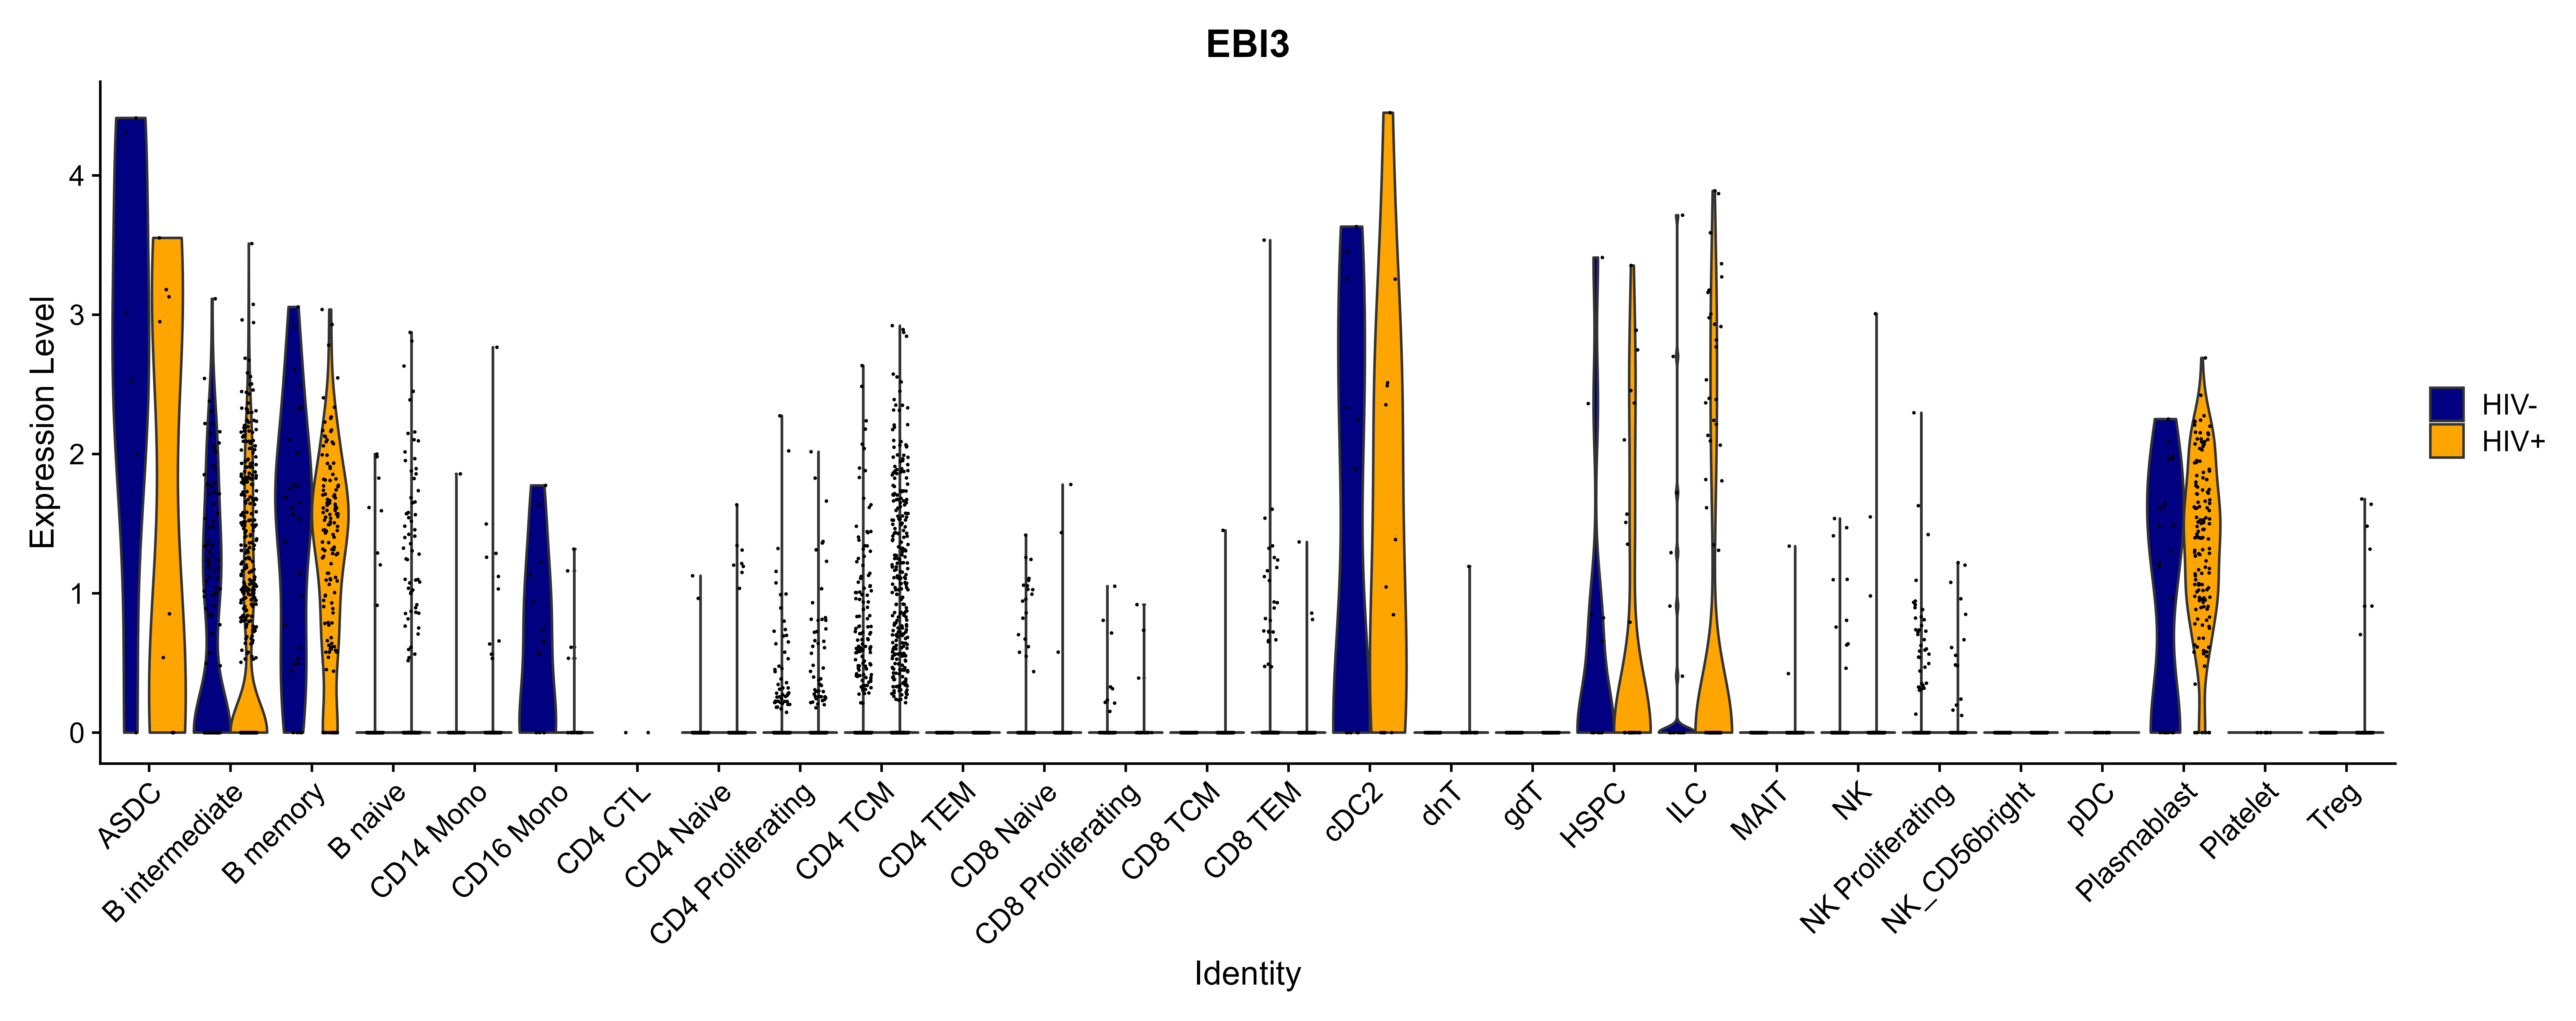 EBI3
Expression Level
4
3
2
1
0
ASDC
B intermediate
B memory
B naive
CD14 Mono
CD16 Mono
CD4 CTL
CD4 Naive
CD4 Proliferating
CD4 TCM
CD4 TEM
CD8 Naive
CD8 Proliferating
CD8 TCM
CD8 TEM
cDC2
dnT
gdT
HSPC
ILC
MAIT
NK
NK Proliferating
NK_CD56bright
pDC
Plasmablast
Platelet
Treg
Identity
HIV-
HIV+